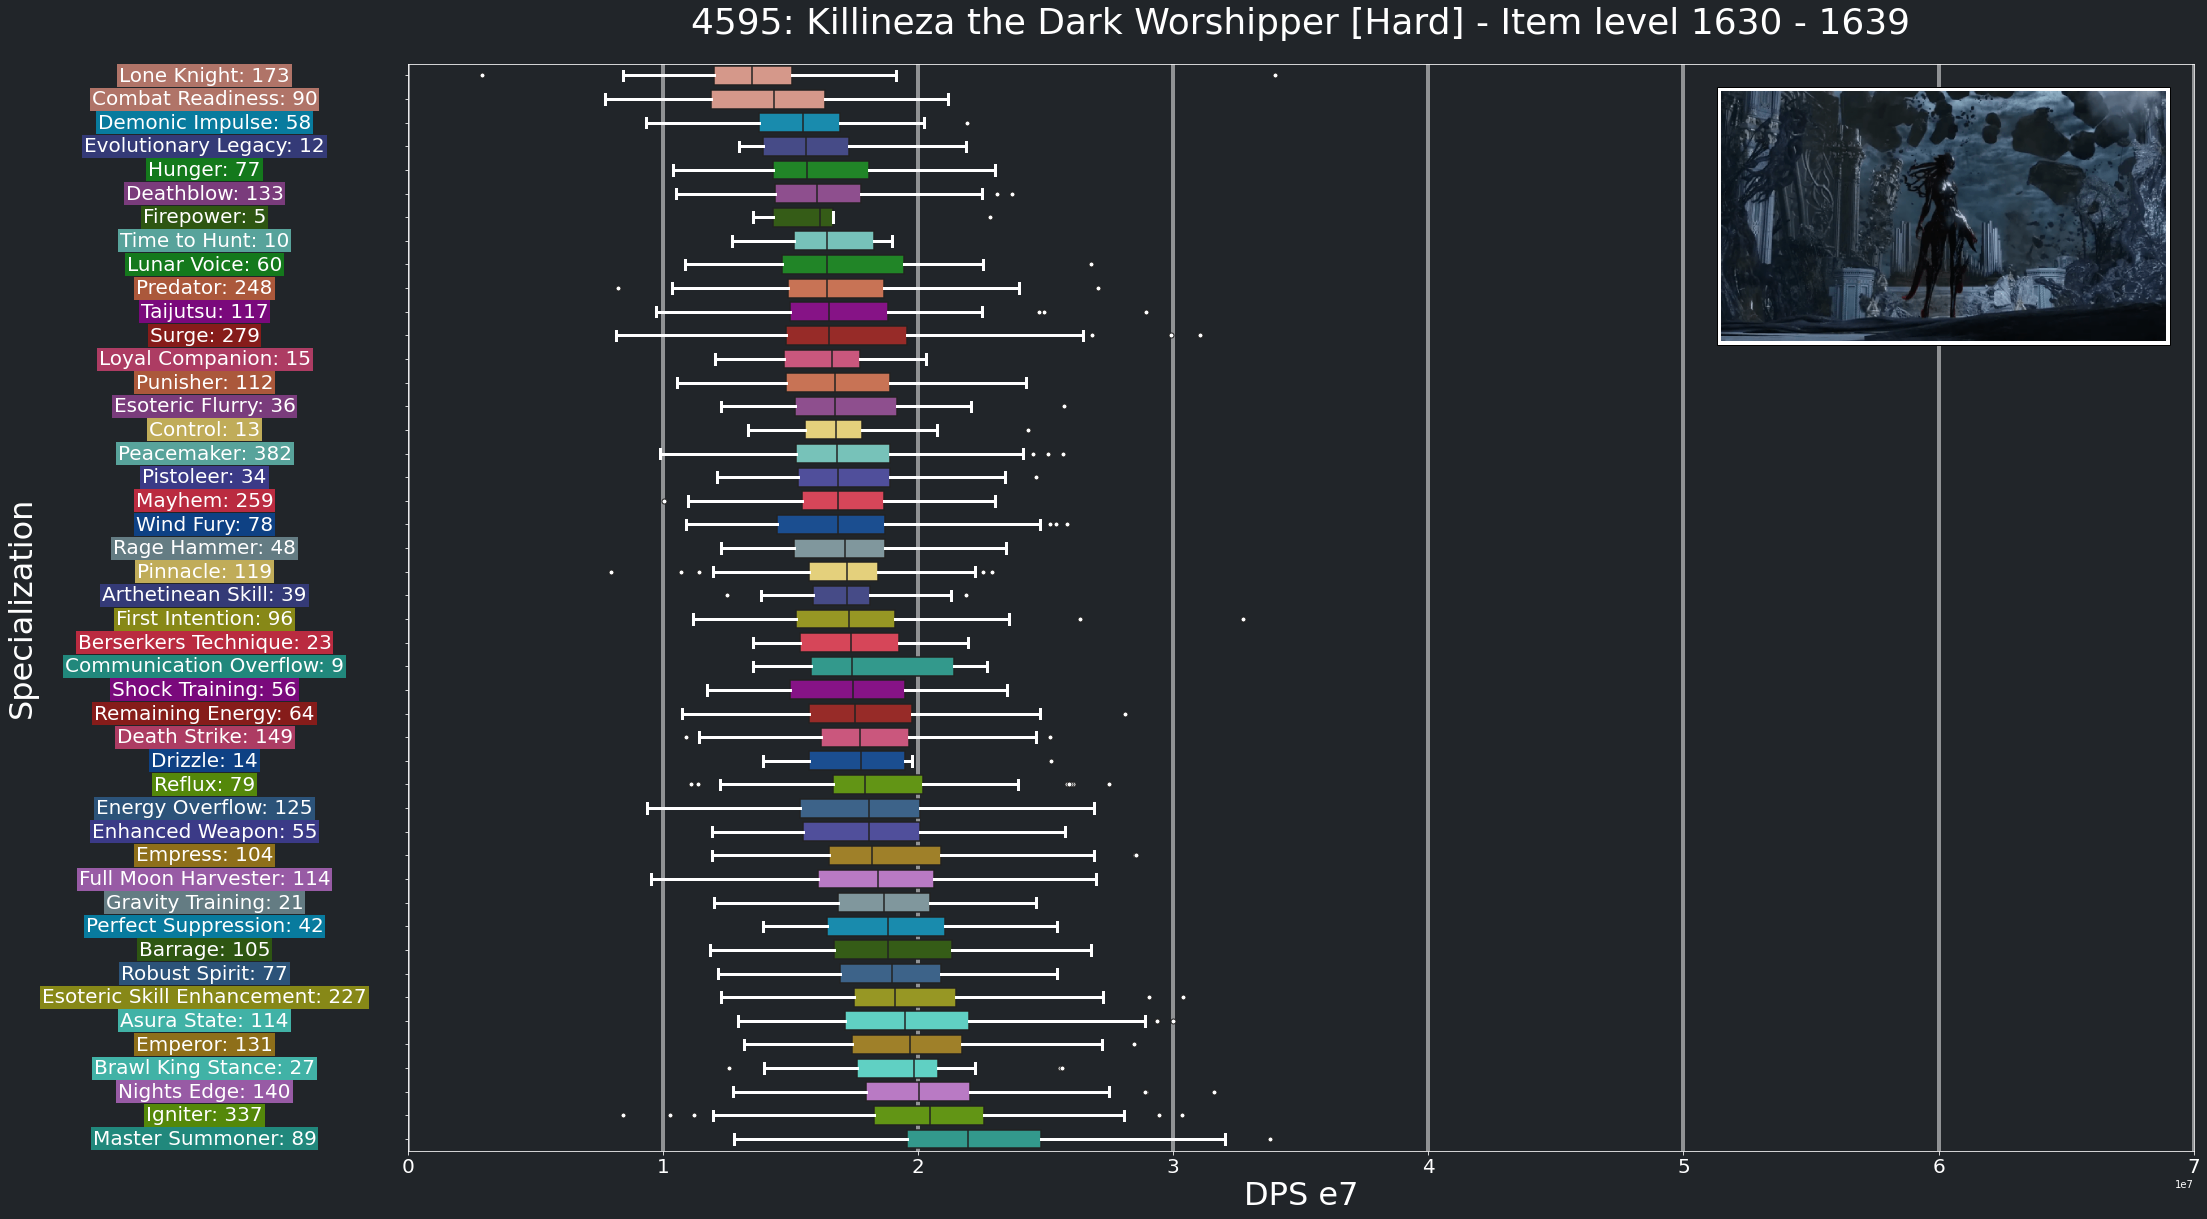 4595: Killineza the Dark Worshipper [Hard] - Item level 1630 - 1639
Specialization
Lone Knight: 173
Combat Readiness: 90
Demonic Impulse: 58
Evolutionary Legacy: 12
Hunger: 77
Deathblow: 133
Firepower: 5
Time to Hunt: 10
Lunar Voice: 60
Predator: 248
Taijutsu: 117
Surge: 279
Loyal Companion: 15
Punisher: 112
Esoteric Flurry: 36
Control: 13
Peacemaker: 382
Pistoleer: 34
Mayhem: 259
Wind Fury: 78
Rage Hammer: 48
Pinnacle: 119
Arthetinean Skill: 39
First Intention: 96
Berserkers Technique: 23
Communication Overflow: 9
Shock Training: 56
Remaining Energy: 64
Death Strike: 149
Drizzle: 14
Reflux: 79
Energy Overflow: 125
Enhanced Weapon: 55
Empress: 104
Full Moon Harvester: 114
Gravity Training: 21
Perfect Suppression: 42
Barrage: 105
Robust Spirit: 77
Esoteric Skill Enhancement: 227
Asura State: 114
Emperor: 131
Brawl King Stance: 27
Nights Edge: 140
Igniter: 337
Master Summoner: 89
0 1 2 3 4 5 6 7
1e7
DPS e7